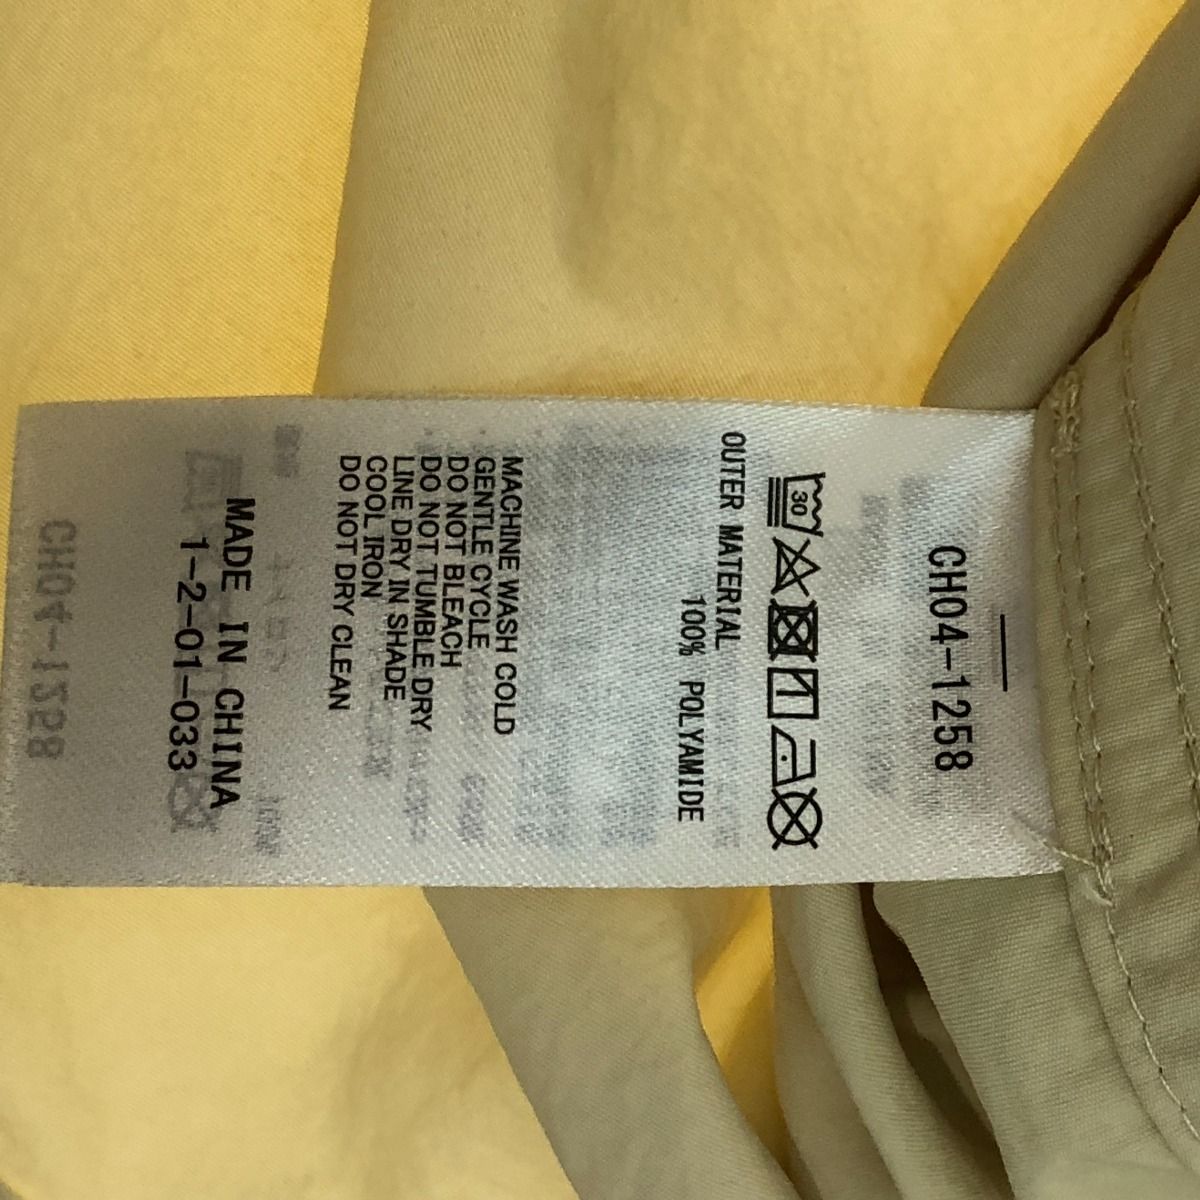 CH04-1258
30
OUTER MATERIAL
100% POLYAMIDE
MACHINE WASH COLD
GENTLE CYCLE
DO NOT BLEACH
DO NOT TUMBLE DRY
LINE DRY IN SHADE
COOL IRON
DO NOT DRY CLEAN
MADE IN CHINA
1-2-01-033